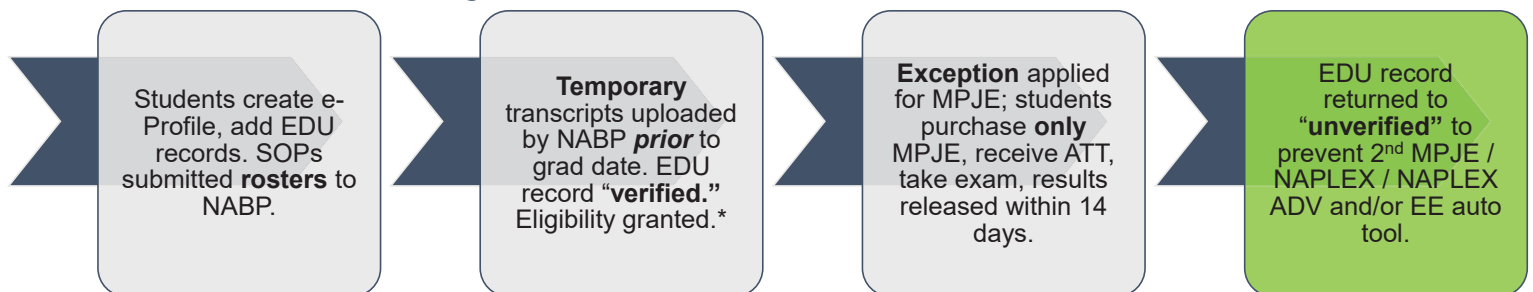 Students create e-
Profile, add EDU
records. SOPs
submitted rosters to
NABP.
Temporary
transcripts uploaded
by NABP prior to
grad date. EDU
record “verified.”
Eligibility granted.*
Exception applied
for MPJE; students
purchase only
MPJE, receive ATT,
take exam, results
released within 14
days.
EDU record
returned to
“unverified” to
prevent 2nd MPJE /
NAPLEX / NAPLEX
ADV and/or EE auto
tool.